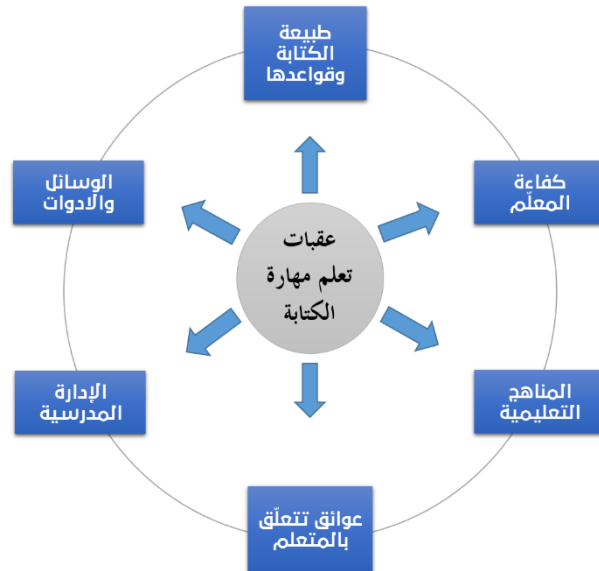 طبيعة
الكتابة
وقواعدها
كفاءة
المعلّم
المناهج
التعليمية
عوائق تتعلّق
بالمتعلم
الإدارة
المدرسية
الوسائل
والادوات
عقبات
تعلم مهارة
الكتابة